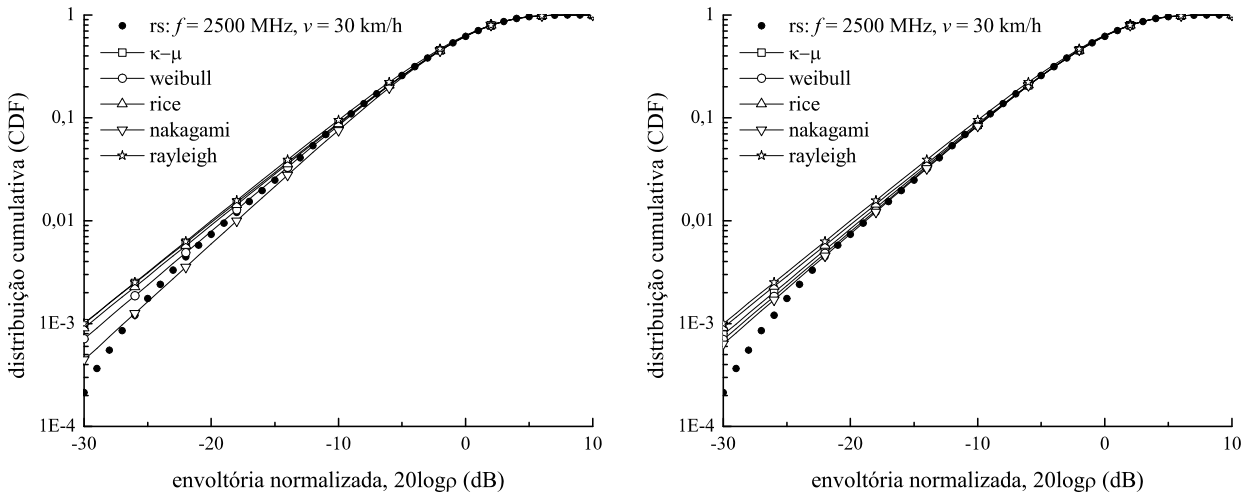 rs: f = 2500 MHz, v = 30 km/h
κ−μ
weibull
rice
nakagami
rayleigh
1
0,1
0,01
1E-3
1E-4
-30
-20
-10
0
10
distribuição cumulativa (CDF)
envoltória normalizada, 20logρ (dB)
rs: f = 2500 MHz, v = 30 km/h
κ−μ
weibull
rice
nakagami
rayleigh
1
0,1
0,01
1E-3
1E-4
-30
-20
-10
0
10
distribuição cumulativa (CDF)
envoltória normalizada, 20logρ (dB)